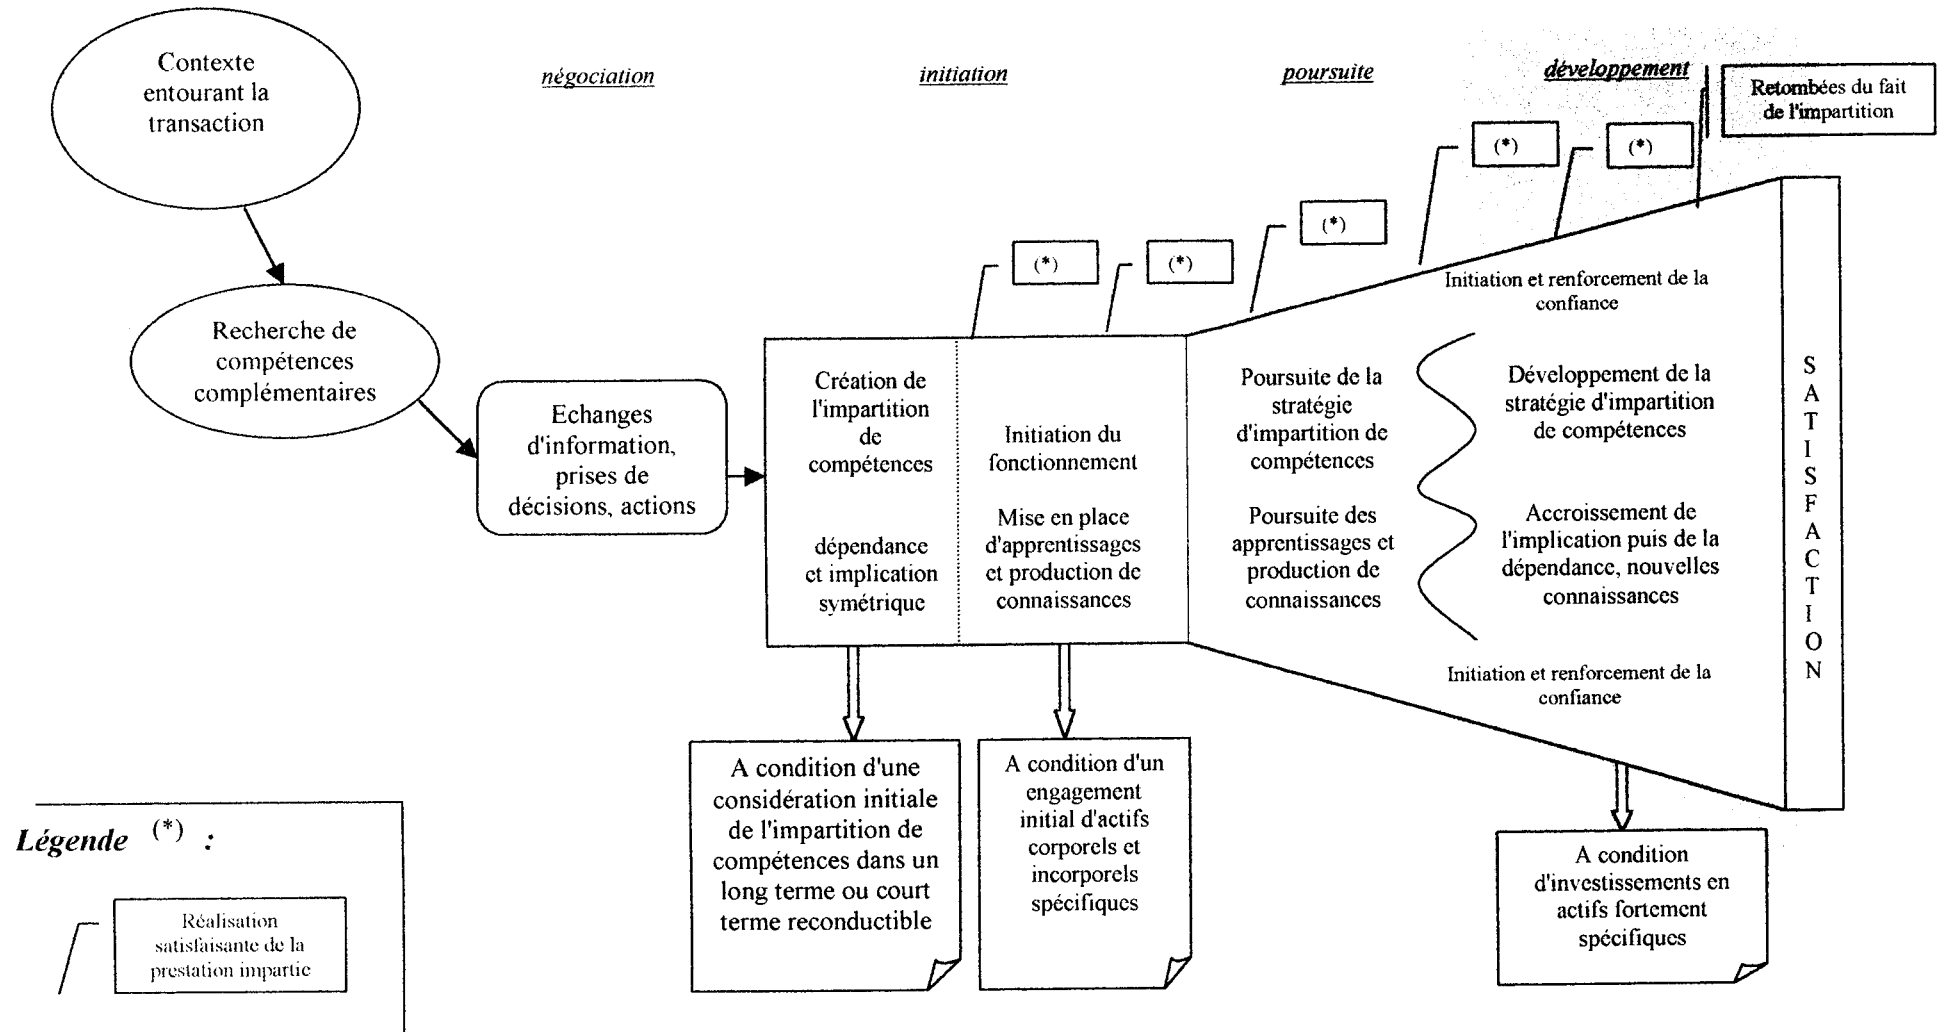 Contexte
entourant la
transaction
négociation
initiation
poursuite
développement
Retombées du fait
de l'impartition
(*)
(*)
(*)
(*)
(*)
Recherche de
compétences
complémentaires
Echanges
d'information,
prises de
décisions, actions
Création de
l'impartition
de
compétences
dépendance
et implication
symétrique
Initiation du
fonctionnement
Mise en place
d'apprentissages
et production de
connaissances
Poursuite de la
stratégie
d'impartition de
compétences
Poursuite des
apprentissages et
production de
connaissances
Initiation et renforcement de la
confiance
Développement de la
stratégie d'impartition
de compétences
Accroissement de
l'implication puis de la
dépendance, nouvelles
connaissances
Initiation et renforcement de la
confiance
S
A
T
I
S
F
A
C
T
I
O
N
A condition d'une
considération initiale
de l'impartition de
compétences dans un
long terme ou court
terme reconductible
A condition d'un
engagement
initial d'actifs
corporels et
incorporels
spécifiques
A condition
d'investissements en
actifs fortement
spécifiques
Légende (*) :
Réalisation
satisfaisante de la
prestation impartie